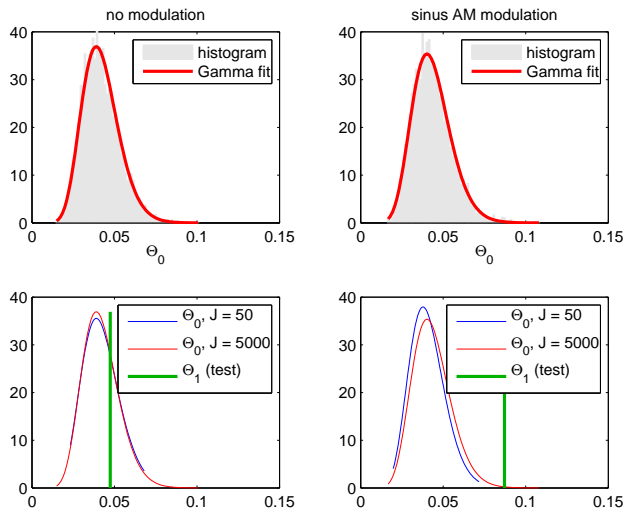 no modulation
sinus AM modulation
40
30
20
10
0
histogram
Gamma fit
0
0.05
0.1
0.15
Θ0
40
30
20
10
0
histogram
Gamma fit
0
0.05
0.1
0.15
Θ0
40
30
20
10
0
Θ0, J = 50
Θ0, J = 5000
Θ1 (test)
0
0.05
0.1
0.15
40
30
20
10
0
Θ0, J = 50
Θ0, J = 5000
Θ1 (test)
0
0.05
0.1
0.15